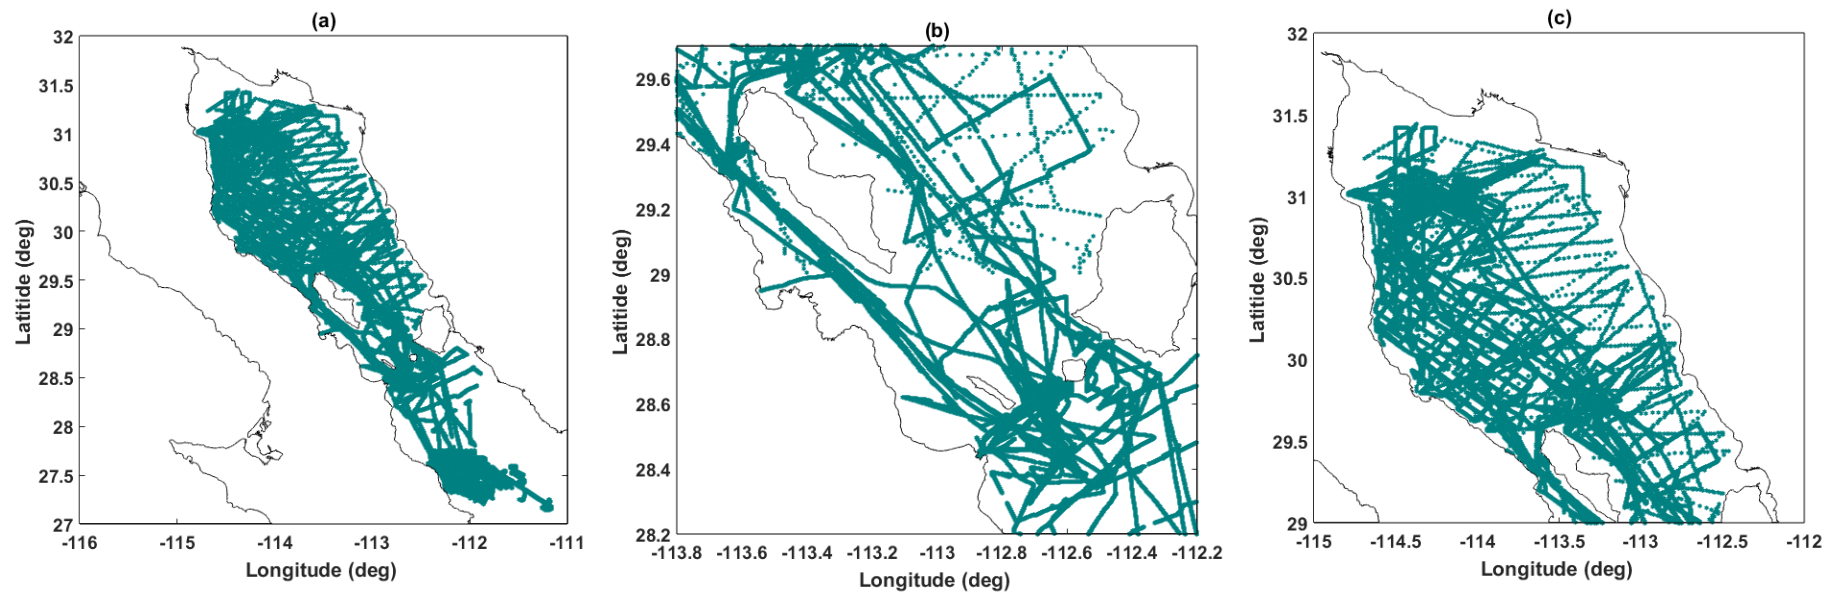 (a)
32
31.5
31
30.5
30
29.5
29
28.5
28
27.5
27
Latitide (deg)
-116 -115 -114 -113 -112 -111
Longitude (deg)
(b)
29.6
29.4
29.2
29
28.8
28.6
28.4
28.2
Latitide (deg)
-113.8 -113.6 -113.4 -113.2 -113 -112.8 -112.6 -112.4 -112.2
Longitude (deg)
(c)
32
31.5
31
30.5
30
29.5
29
Latitide (deg)
-115 -114.5 -114 -113.5 -113 -112.5 -112
Longitude (deg)